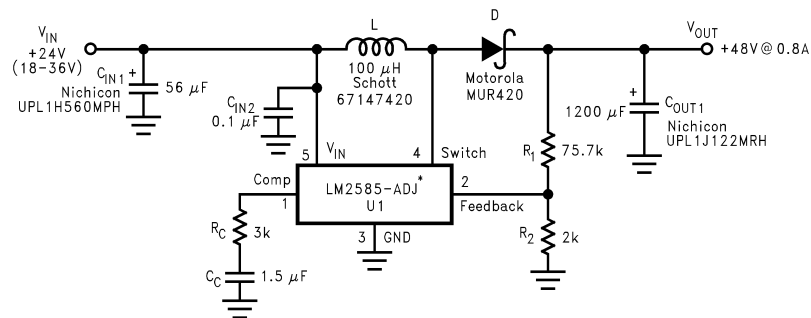 V_IN
+24V
(18-36V)
C_IN1 +
Nichicon
UPL1H560MPH
56 μF
C_IN2
0.1 μF
L
100 μH
Schott
67147420
D
Motorola
MUR420
V_OUT
+48V@0.8A
+
1200 μF
C_OUT1
Nichicon
UPL1J122MRH
R_1
75.7k
5
V_IN
4
Switch
Comp
1
LM2585-ADJ*
U1
2
Feedback
3
GND
R_C
3k
C_C
1.5 μF
R_2
2k